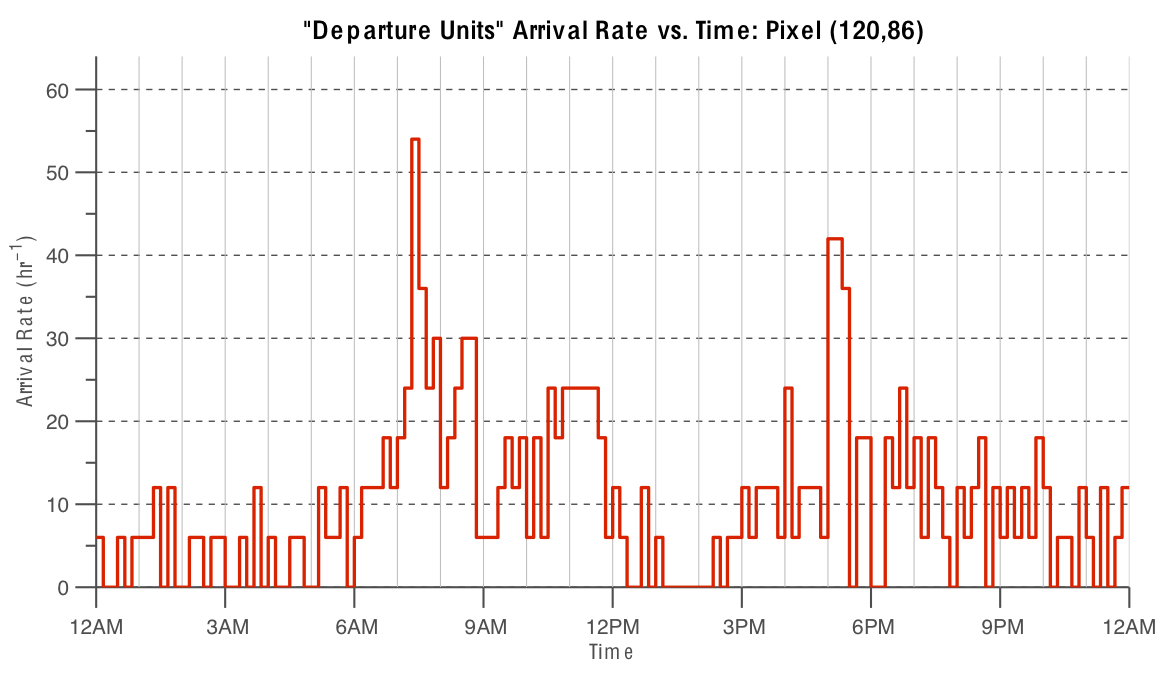 "Departure Units" Arrival Rate vs. Time: Pixel (120,86)
60
50
40
30
20
10
0
Arrival Rate (hr⁻¹)
12AM 3AM 6AM 9AM 12PM 3PM 6PM 9PM 12AM
Time